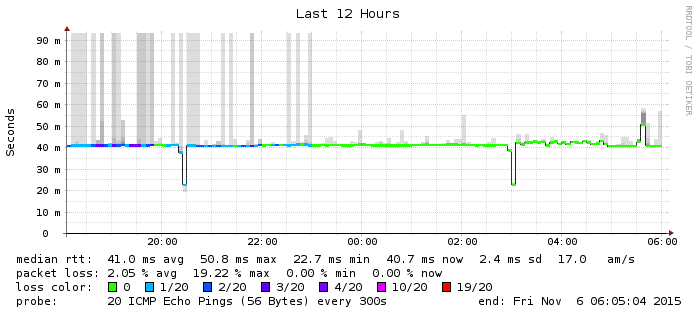 Last 12 Hours
RRDTOOL / TOBI OETIKER
Seconds
90 m
80 m
70 m
60 m
50 m
40 m
30 m
20 m
10 m
0
20:00 22:00 00:00 02:00 04:00 06:00
median rtt: 41.0 ms avg 50.8 ms max 22.7 ms min 40.7 ms now 2.4 ms sd 17.0 am/s
packet loss: 2.05 % avg 19.22 % max 0.00 % min 0.00 % now
loss color: 0 1/20 2/20 3/20 4/20 10/20 19/20
probe: 20 ICMP Echo Pings (56 Bytes) every 300s end: Fri Nov 6 06:05:04 2015